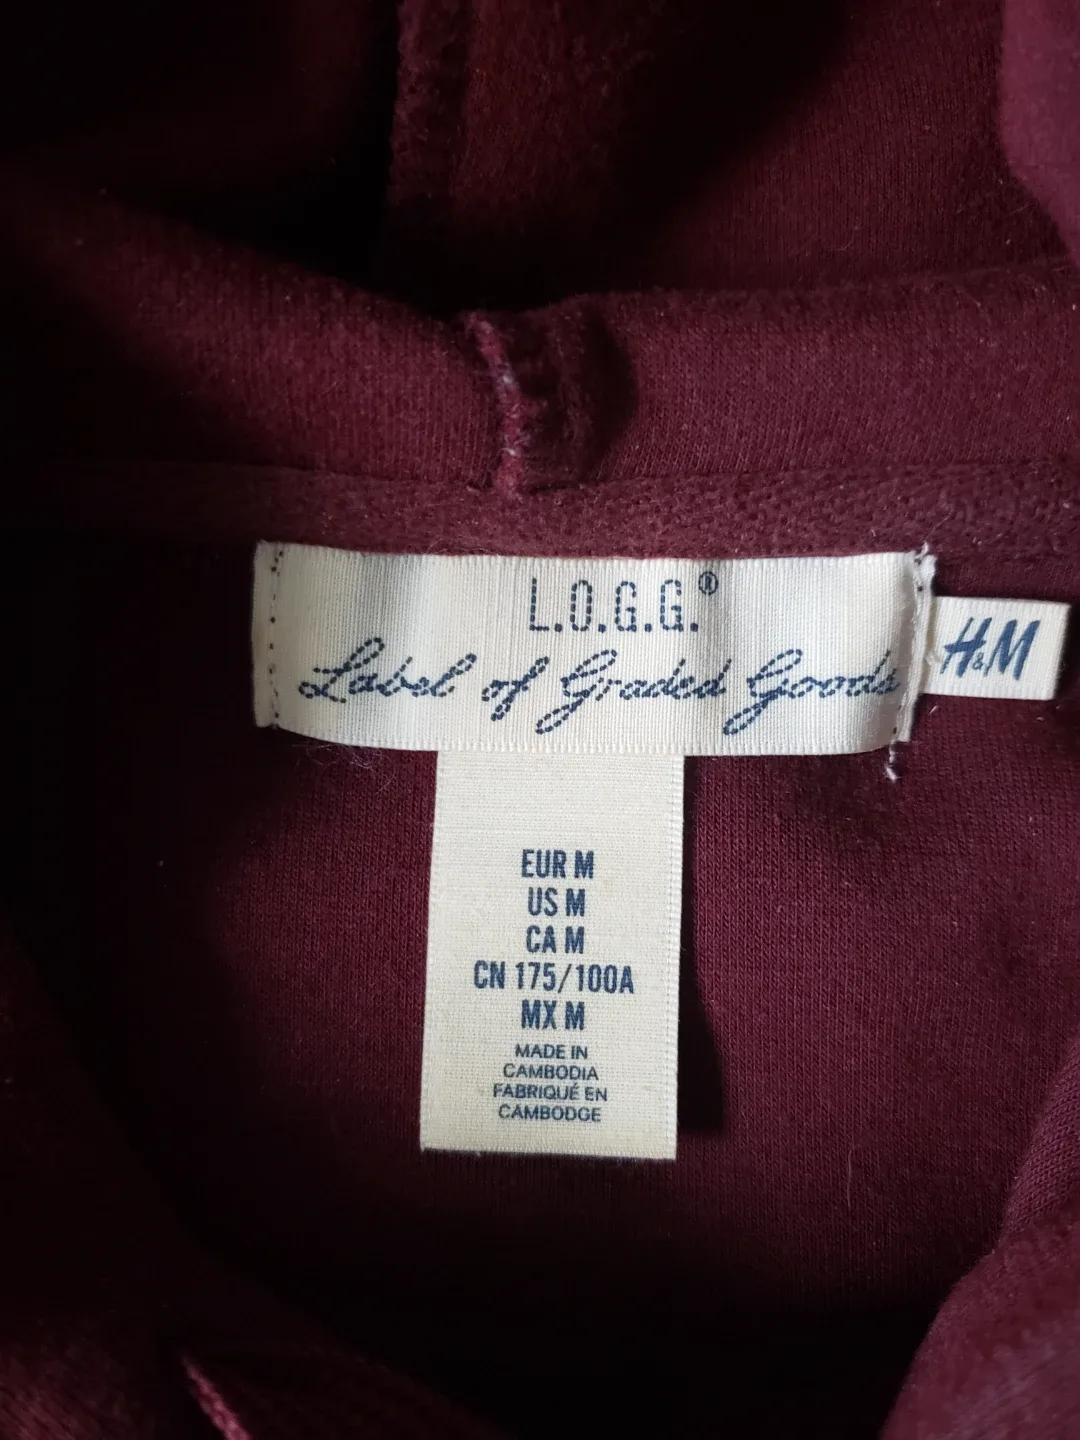 L.O.G.G.®
Label of Graded Goods
H&M
EUR M
US M
CA M
CN 175/100A
MX M
MADE IN
CAMBODIA
FABRIQUÉ EN
CAMBODGE